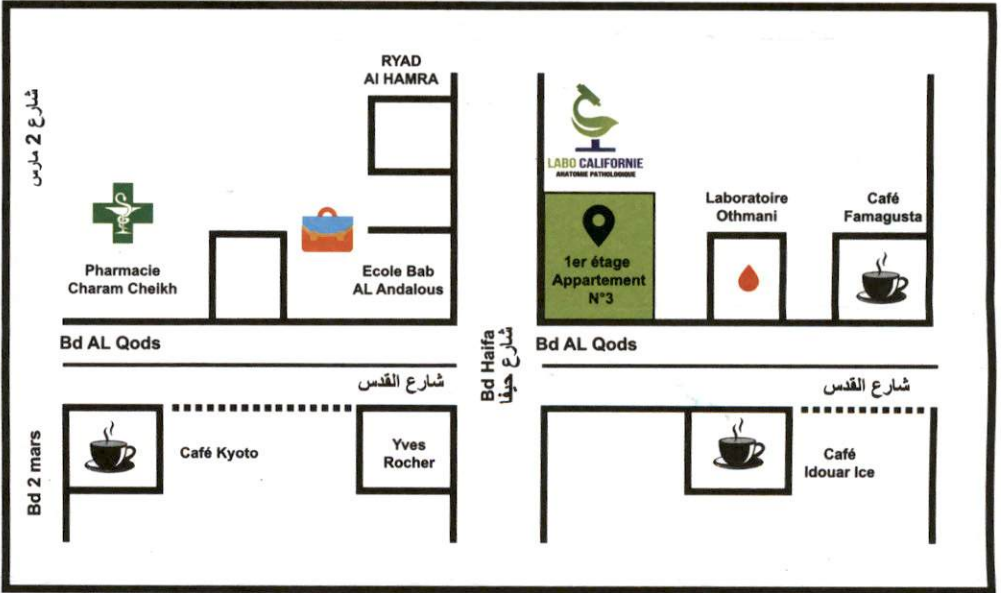 RYAD
Al HAMRA
شارع 2 مارس
LABO CALIFORNIE
ANATOMIE PATHOLOGIQUE
Laboratoire
Othmani
Café
Famagusta
Pharmacie
Charam Cheikh
Ecole Bab
AL Andalous
1er étage
Appartement
N°3
Bd AL Qods
Bd Haifa
شارع حيفا
Bd AL Qods
شارع القدس
شارع القدس
Bd 2 mars
Café Kyoto
Yves
Rocher
Café
Idouar Ice